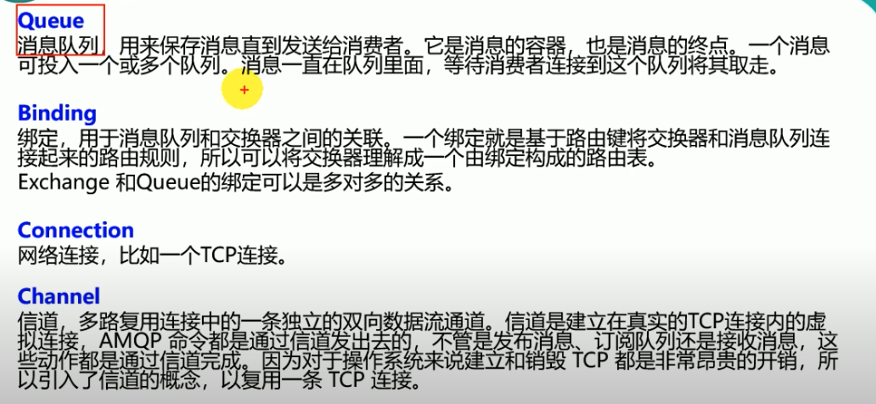 Queue
消息队列，用来保存消息直到发送给消费者。它是消息的容器，也是消息的终点。一个消息
可投入一个或多个队列。消息一直在队列里面，等待消费者连接到这个队列将其取走。
Binding
绑定，用于消息队列和交换器之间的关联。一个绑定就是基于路由键将交换器和消息队列连
接起来的路由规则，所以可以将交换器理解成一个由绑定构成的路由表。
Exchange 和Queue的绑定可以是多对多的关系。
Connection
网络连接，比如一个TCP连接。
Channel
信道，多路复用连接中的一条独立的双向数据流通道。信道是建立在真实的TCP连接内的虚
拟连接，AMQP 命令都是通过信道发出去的，不管是发布消息、订阅队列还是接收消息，这
些动作都是通过信道完成。因为对于操作系统来说建立和销毁 TCP 都是非常昂贵的开销，所
以引入了信道的概念，以复用一条 TCP 连接。